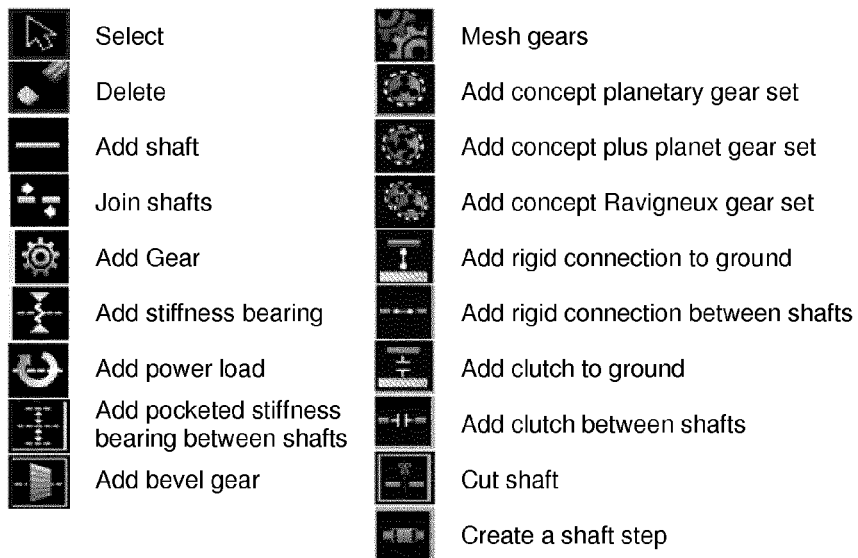 Select
Delete
Add shaft
Join shafts
Add Gear
Add stiffness bearing
Add power load
Add pocketed stiffness
bearing between shafts
Add bevel gear
Mesh gears
Add concept planetary gear set
Add concept plus planet gear set
Add concept Ravigneux gear set
Add rigid connection to ground
Add rigid connection between shafts
Add clutch to ground
Add clutch between shafts
Cut shaft
Create a shaft step